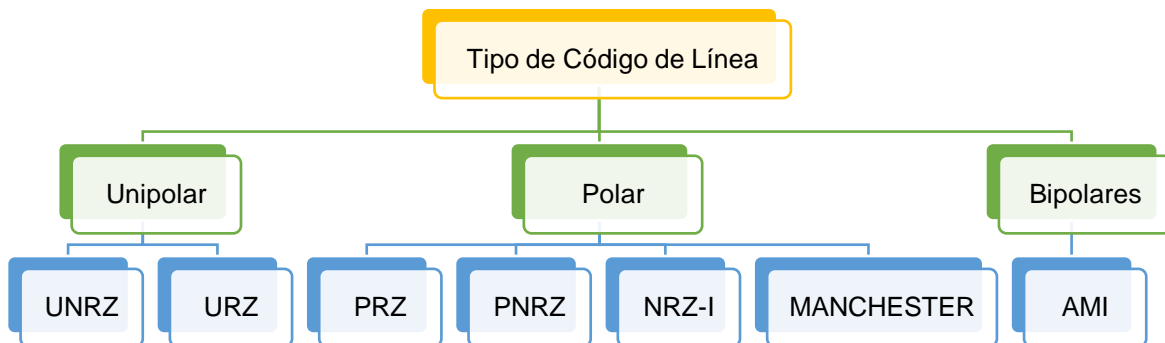 Tipo de Código de Línea
Unipolar
Polar
Bipolares
UNRZ
URZ
PRZ
PNRZ
NRZ-I
MANCHESTER
AMI